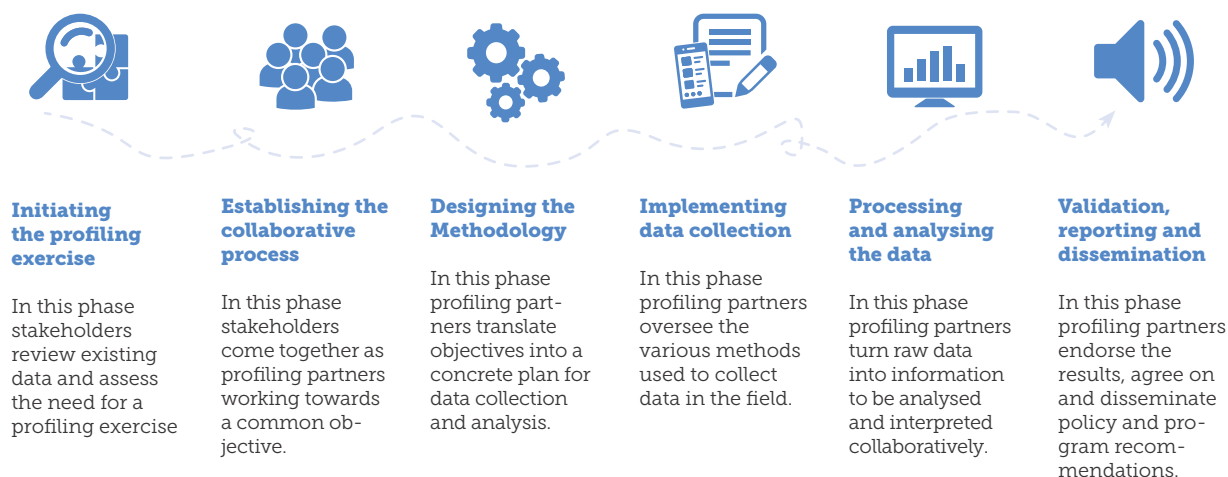 Initiating
the profiling
exercise
In this phase
stakeholders
review existing
data and assess
the need for a
profiling exercise
Establishing the
collaborative
process
In this phase
stakeholders
come together as
profiling partners
working towards
a common ob-
jective.
Designing the
Methodology
In this phase
profiling part-
ners translate
objectives into a
concrete plan for
data collection
and analysis.
Implementing
data collection
In this phase
profiling partners
oversee the
various methods
used to collect
data in the field.
Processing
and analysing
the data
In this phase
profiling partners
turn raw data
into information
to be analysed
and interpreted
collaboratively.
Validation,
reporting and
dissemination
In this phase
profiling partners
endorse the
results, agree on
and disseminate
policy and pro-
gram recom-
mendations.